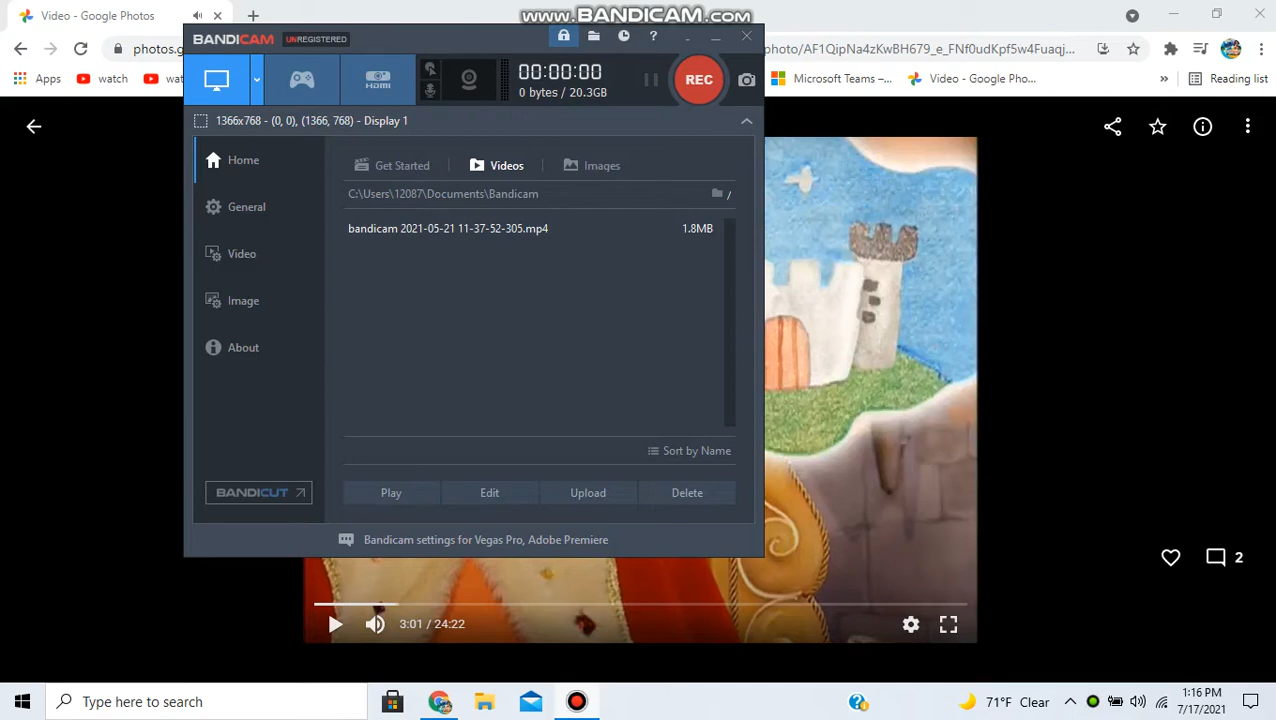 Video - Google Photos
www.BANDICAM.com
BANDICAM UNREGISTERED
photos.g
photo/AF1QipNa4zKwBH679_e_FNf0udKpf5w4Fuaqj...
Apps
watch
Microsoft Teams –...
Video - Google Pho...
»
Reading list
HDMI
00:00:00
0 bytes / 20.3GB
REC
1366x768 - (0, 0), (1366, 768) - Display 1
Home
General
Video
Image
About
BANDICUT
Get Started
Videos
Images
C:\Users\12087\Documents\Bandicam
/
bandicam 2021-05-21 11-37-52-305.mp4 1.8MB
Sort by Name
Play Edit Upload Delete
Bandicam settings for Vegas Pro, Adobe Premiere
2
3:01 / 24:22
Type here to search
71°F Clear
1:16 PM
7/17/2021